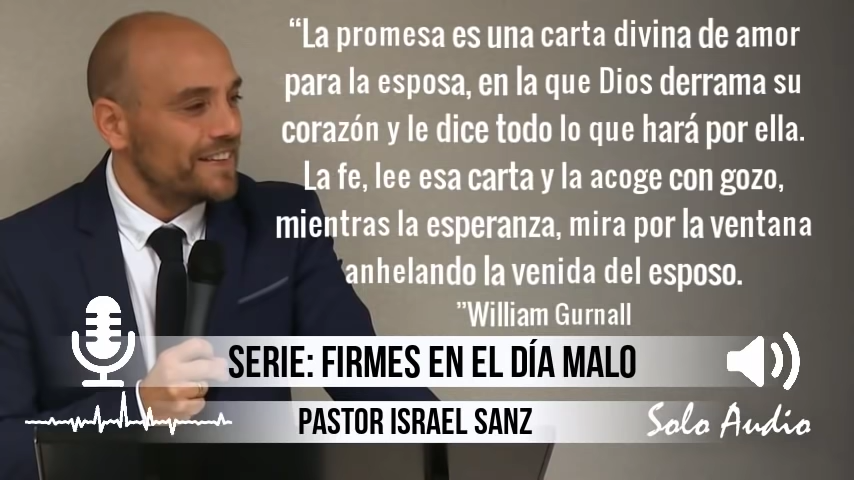 “La promesa es una carta divina de amor
para la esposa, en la que Dios derrama su
corazón y le dice todo lo que hará por ella.
La fe, lee esa carta y la acoge con gozo,
mientras la esperanza, mira por la ventana
anhelando la venida del esposo.
”William Gurnall
SERIE: FIRMES EN EL DÍA MALO
PASTOR ISRAEL SANZ
Solo Audio